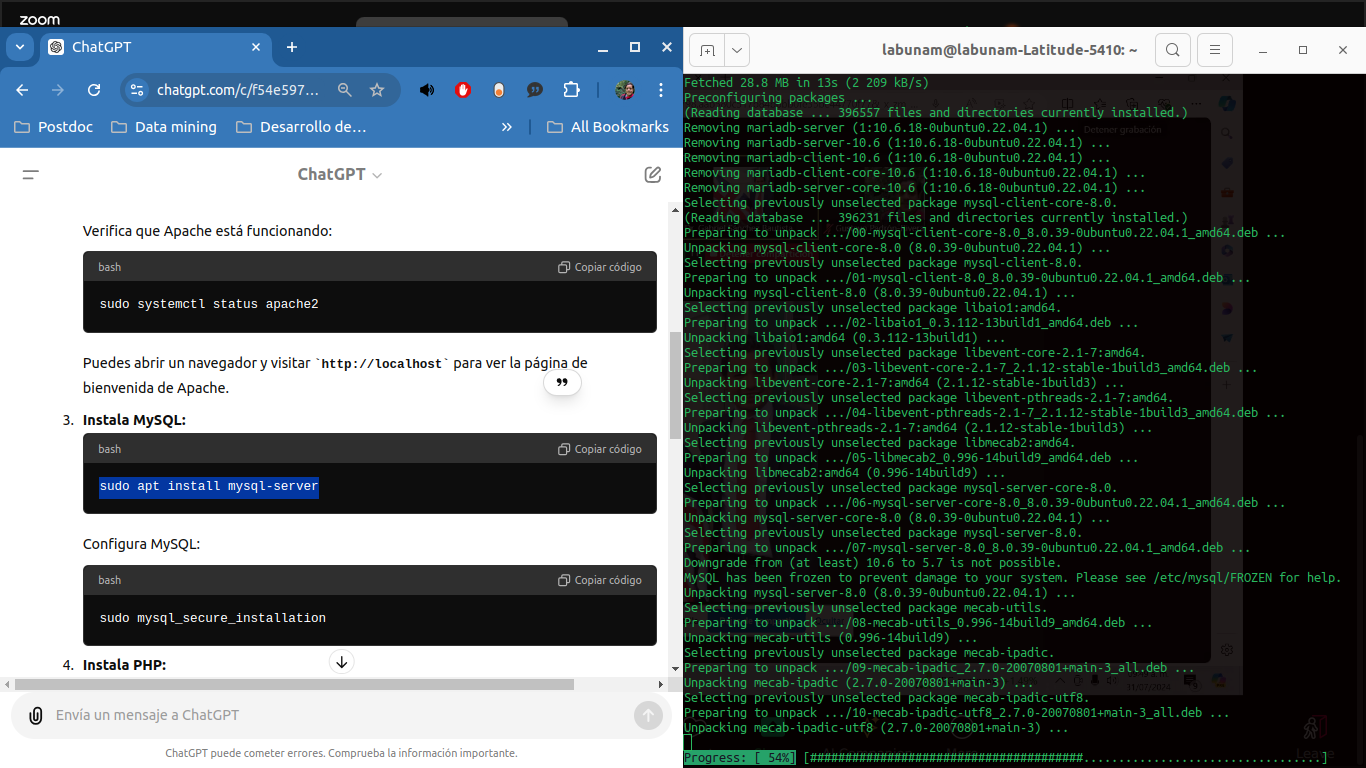 zoom
ChatGPT
chatgpt.com/c/f54e597...
Postdoc
Data mining
Desarrollo de...
»
All Bookmarks
ChatGPT
Verifica que Apache está funcionando:
bash
Copiar código
sudo systemctl status apache2
Puedes abrir un navegador y visitar `http://localhost` para ver la página de
bienvenida de Apache.
3. Instala MySQL:
bash
Copiar código
sudo apt install mysql-server
Configura MySQL:
bash
Copiar código
sudo mysql_secure_installation
4. Instala PHP:
Envía un mensaje a ChatGPT
ChatGPT puede cometer errores. Comprueba la información importante.
labunam@labunam-Latitude-5410: ~
Fetched 28.8 MB in 13s (2 209 kB/s)
Preconfiguring packages ...
(Reading database ... 396557 files and directories currently installed.)
Removing mariadb-server (1:10.6.18-0ubuntu0.22.04.1) ...
Removing mariadb-server-10.6 (1:10.6.18-0ubuntu0.22.04.1) ...
Removing mariadb-client-10.6 (1:10.6.18-0ubuntu0.22.04.1) ...
Removing mariadb-client-core-10.6 (1:10.6.18-0ubuntu0.22.04.1) ...
Removing mariadb-server-core-10.6 (1:10.6.18-0ubuntu0.22.04.1) ...
Selecting previously unselected package mysql-client-core-8.0.
(Reading database ... 396231 files and directories currently installed.)
Preparing to unpack .../00-mysql-client-core-8.0_8.0.39-0ubuntu0.22.04.1_amd64.deb ...
Unpacking mysql-client-core-8.0 (8.0.39-0ubuntu0.22.04.1) ...
Selecting previously unselected package mysql-client-8.0.
Preparing to unpack .../01-mysql-client-8.0_8.0.39-0ubuntu0.22.04.1_amd64.deb ...
Unpacking mysql-client-8.0 (8.0.39-0ubuntu0.22.04.1) ...
Selecting previously unselected package libaio1:amd64.
Preparing to unpack .../02-libaio1_0.3.112-13build1_amd64.deb ...
Unpacking libaio1:amd64 (0.3.112-13build1) ...
Selecting previously unselected package libevent-core-2.1-7:amd64.
Preparing to unpack .../03-libevent-core-2.1-7_2.1.12-stable-1build3_amd64.deb ...
Unpacking libevent-core-2.1-7:amd64 (2.1.12-stable-1build3) ...
Selecting previously unselected package libevent-pthreads-2.1-7:amd64.
Preparing to unpack .../04-libevent-pthreads-2.1-7_2.1.12-stable-1build3_amd64.deb ...
Unpacking libevent-pthreads-2.1-7:amd64 (2.1.12-stable-1build3) ...
Selecting previously unselected package libmecab2:amd64.
Preparing to unpack .../05-libmecab2_0.996-14build9_amd64.deb ...
Unpacking libmecab2:amd64 (0.996-14build9) ...
Selecting previously unselected package mysql-server-core-8.0.
Preparing to unpack .../06-mysql-server-core-8.0_8.0.39-0ubuntu0.22.04.1_amd64.deb ...
Unpacking mysql-server-core-8.0 (8.0.39-0ubuntu0.22.04.1) ...
Selecting previously unselected package mysql-server-8.0.
Preparing to unpack .../07-mysql-server-8.0_8.0.39-0ubuntu0.22.04.1_amd64.deb ...
Downgrade from (at least) 10.6 to 5.7 is not possible.
MySQL has been frozen to prevent damage to your system. Please see /etc/mysql/FROZEN for help.
Unpacking mysql-server-8.0 (8.0.39-0ubuntu0.22.04.1) ...
Selecting previously unselected package mecab-utils.
Preparing to unpack .../08-mecab-utils_0.996-14build9_amd64.deb ...
Unpacking mecab-utils (0.996-14build9) ...
Selecting previously unselected package mecab-ipadic.
Preparing to unpack .../09-mecab-ipadic_2.7.0-20070801+main-3_all.deb ...
Unpacking mecab-ipadic (2.7.0-20070801+main-3) ...
Selecting previously unselected package mecab-ipadic-utf8.
Preparing to unpack .../10-mecab-ipadic-utf8_2.7.0-20070801+main-3_all.deb ...
Unpacking mecab-ipadic-utf8 (2.7.0-20070801+main-3) ...
Progress: [ 54%] [#######################################..................................]
Detener grabación
Leave